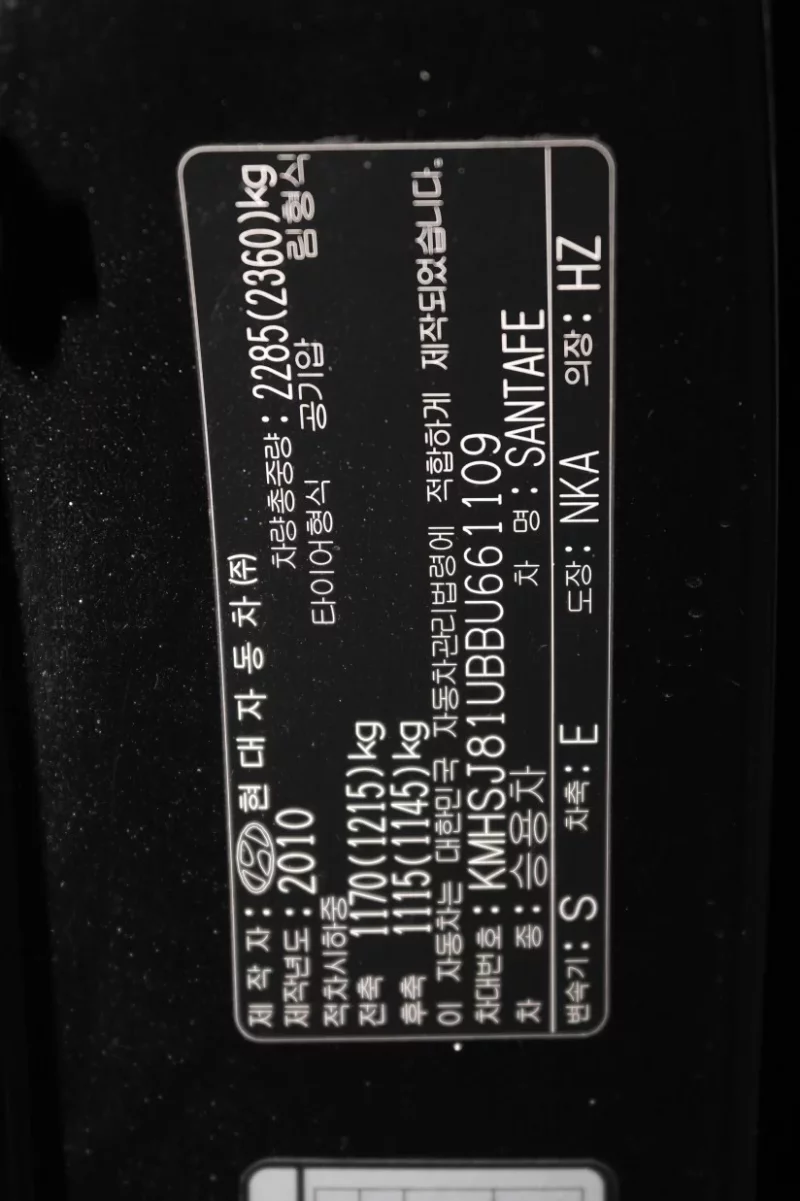 제 작 자: 현 대 자 동 차 (주)
제작년도: 2010 차량총중량: 2285(2360)kg
적차시하중 타이어형식 공기압 림형식
전축 1170(1215)kg
후축 1115(1145)kg
이 자동차는 대한민국 자동차관리법령에 적합하게 제작되었습니다.
차대번호: KMHSJ81UBBU661109
차 종: 승용차 차 명: SANTAFE
변속기: S 차축: E 도장: NKA 의장: HZ